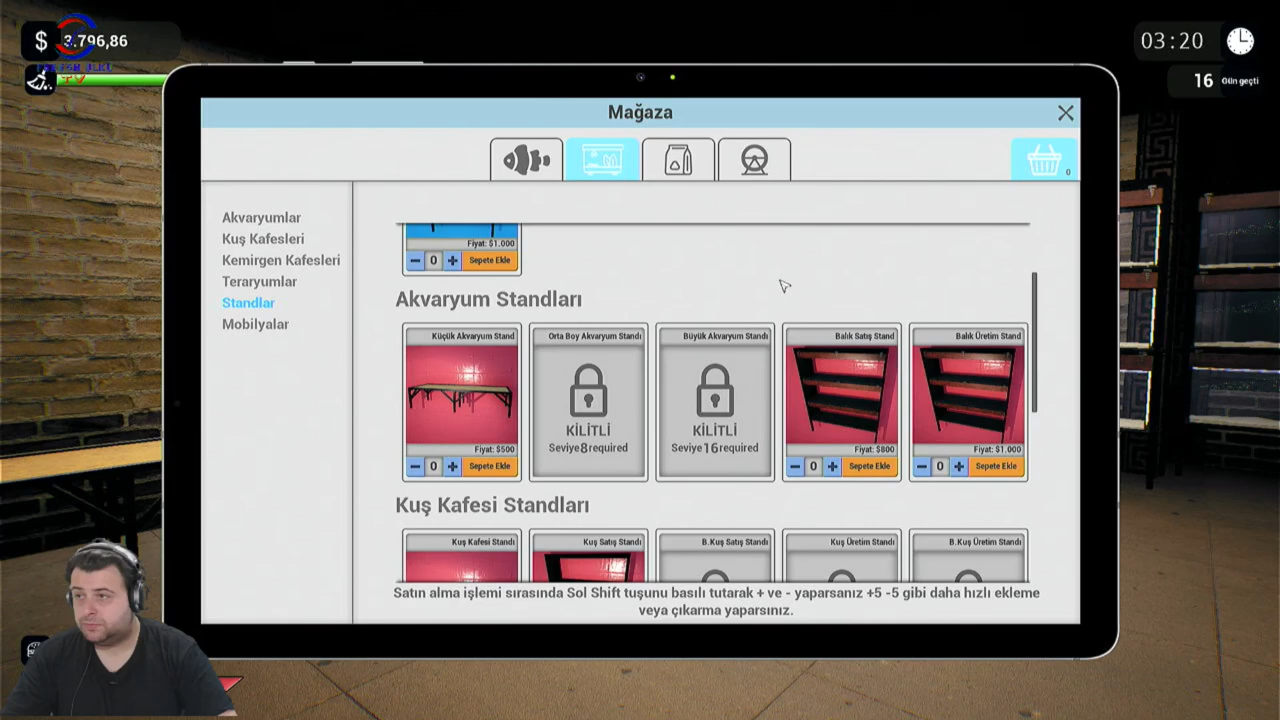 $ 3.796,86
03:20
16 Gün geçti
Mağaza
0
Akvaryumlar
Kuş Kafesleri
Kemirgen Kafesleri
Teraryumlar
Standlar
Mobilyalar
Fiyat: $1.000
− 0 + Sepete Ekle
Akvaryum Standları
Küçük Akvaryum Stand
Orta Boy Akvaryum Standı
Büyük Akvaryum Standı
Balık Satış Stand
Balık Üretim Stand
KİLİTLİ
Seviye8required
KİLİTLİ
Seviye16required
Fiyat: $500
Fiyat: $800
Fiyat: $1.000
− 0 + Sepete Ekle
− 0 + Sepete Ekle
− 0 + Sepete Ekle
Kuş Kafesi Standları
Kuş Kafesi Standı
Kuş Satış Standı
B.Kuş Satış Standı
Kuş Üretim Standı
B.Kuş Üretim Standı
Satın alma işlemi sırasında Sol Shift tuşunu basılı tutarak + ve - yaparsanız +5 -5 gibi daha hızlı ekleme
veya çıkarma yaparsınız.